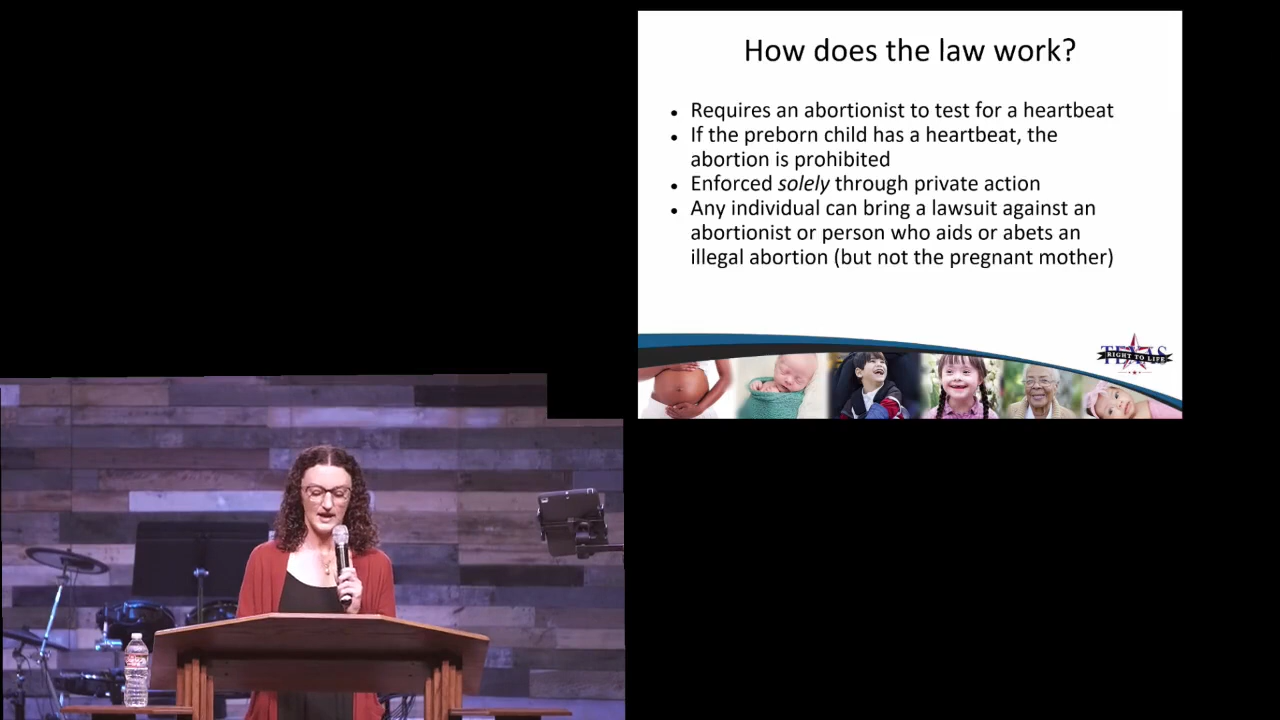 How does the law work?
• Requires an abortionist to test for a heartbeat
• If the preborn child has a heartbeat, the
abortion is prohibited
• Enforced solely through private action
• Any individual can bring a lawsuit against an
abortionist or person who aids or abets an
illegal abortion (but not the pregnant mother)
TEXAS
RIGHT TO LIFE